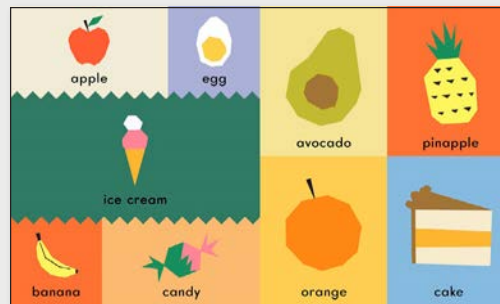 apple
egg
avocado
pinapple
ice cream
banana
candy
orange
cake